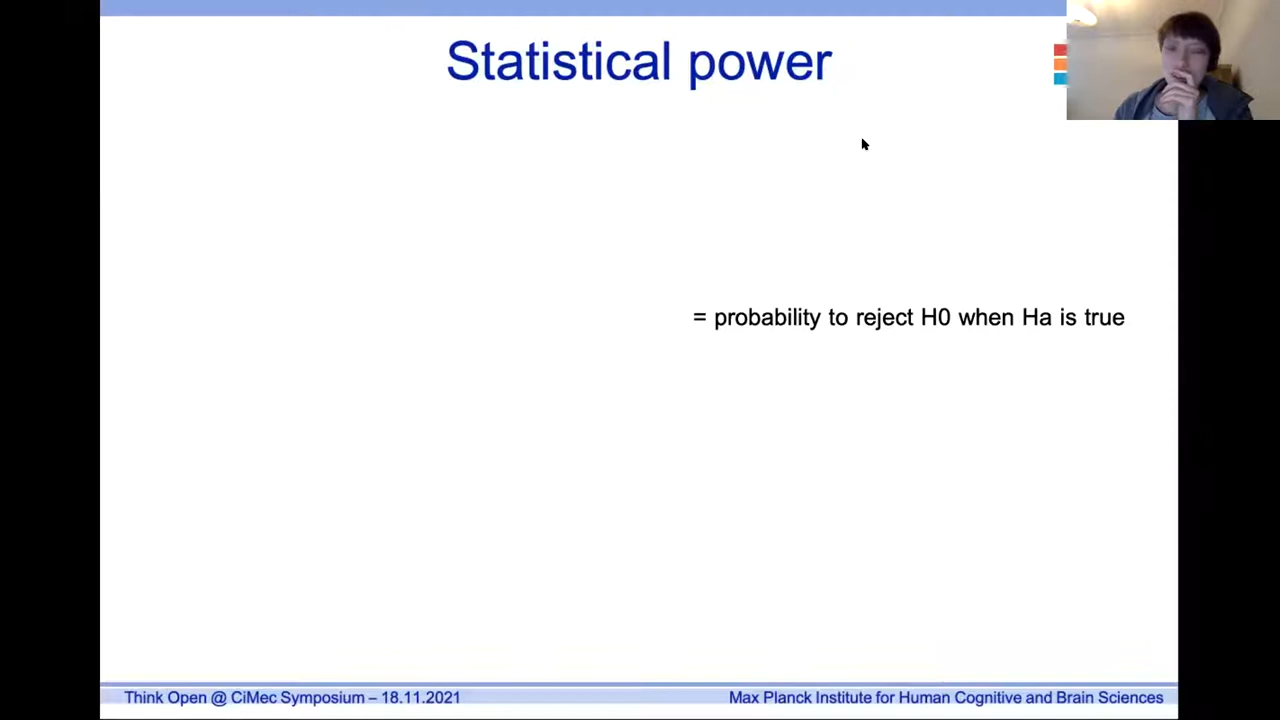 Statistical power
= probability to reject H0 when Ha is true
Think Open @ CiMec Symposium – 18.11.2021
Max Planck Institute for Human Cognitive and Brain Sciences